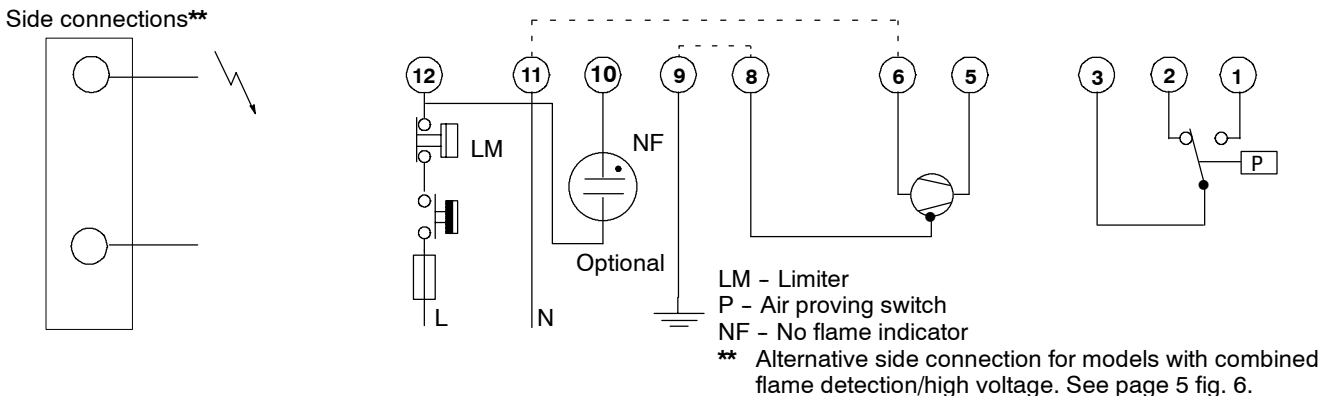 Side connections**
12 11 10 9 8 6 5 3 2 1
LM
NF
P
Optional
L
N
LM – Limiter
P – Air proving switch
NF – No flame indicator
** Alternative side connection for models with combined
flame detection/high voltage. See page 5 fig. 6.